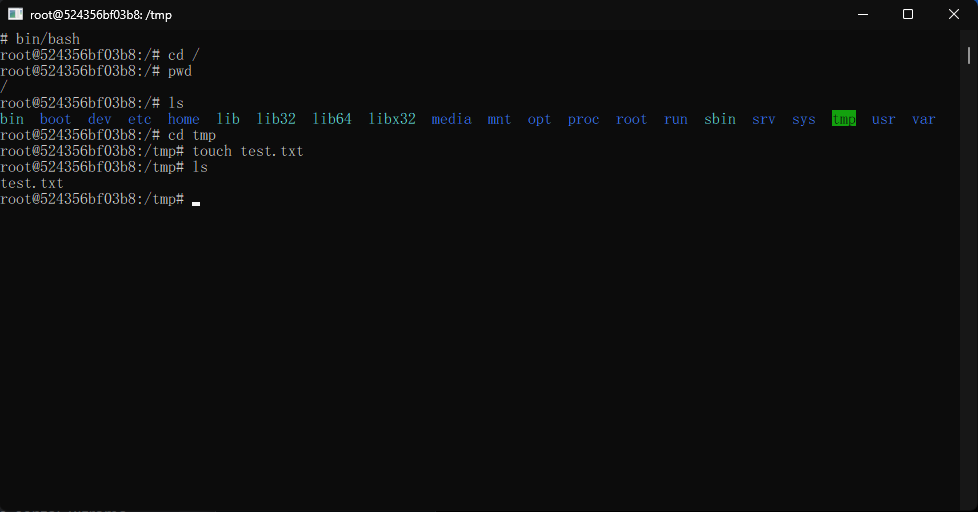 root@524356bf03b8: /tmp
# bin/bash
root@524356bf03b8:/# cd /
root@524356bf03b8:/# pwd
/
root@524356bf03b8:/# ls
bin  boot  dev  etc  home  lib  lib32  lib64  libx32  media  mnt  opt  proc  root  run  sbin  srv  sys  tmp  usr  var
root@524356bf03b8:/# cd tmp
root@524356bf03b8:/tmp# touch test.txt
root@524356bf03b8:/tmp# ls
test.txt
root@524356bf03b8:/tmp#